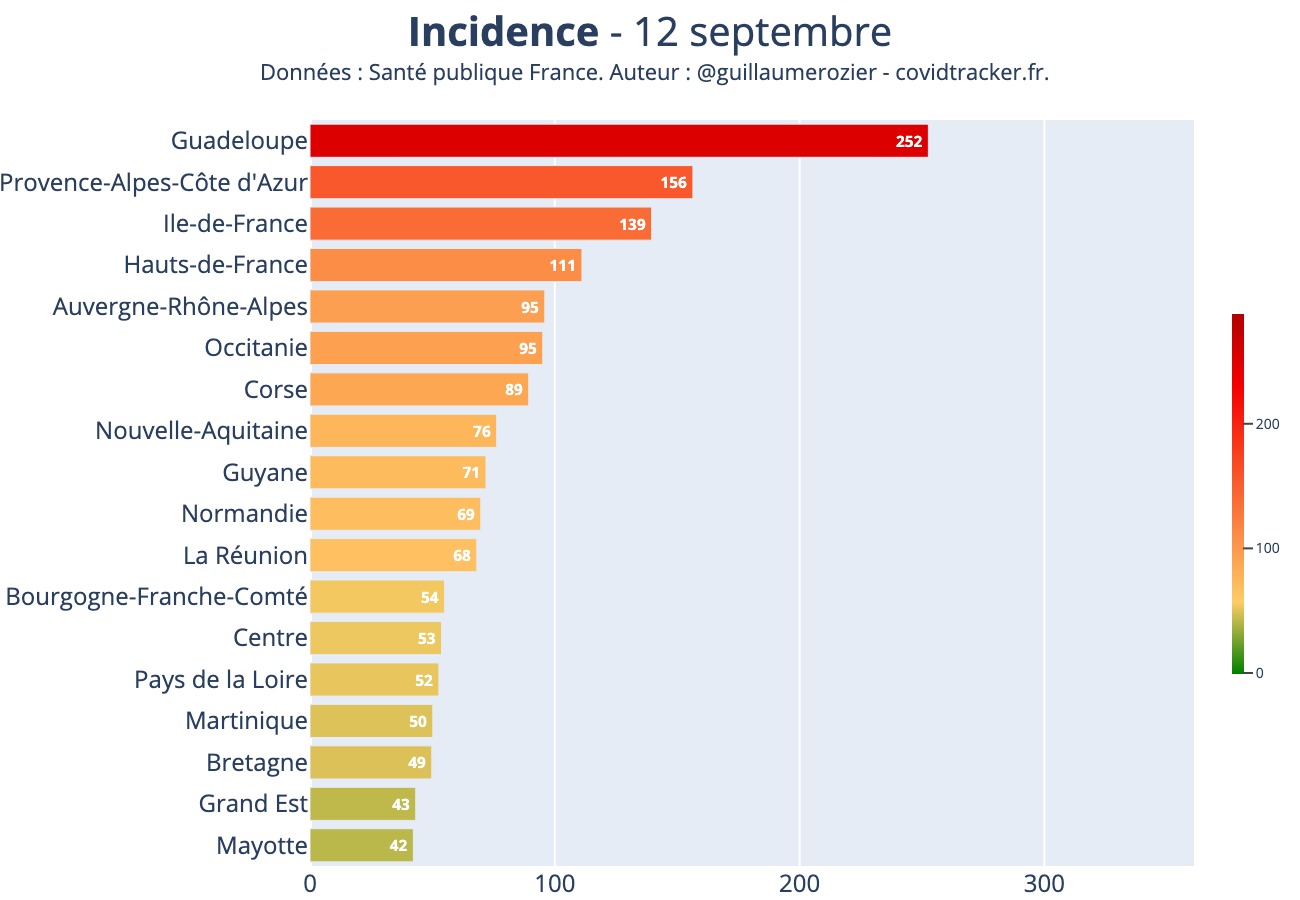 Incidence - 12 septembre
Données : Santé publique France. Auteur : @guillaumerozier - covidtracker.fr.
Guadeloupe 252
Provence-Alpes-Côte d'Azur 156
Ile-de-France 139
Hauts-de-France 111
Auvergne-Rhône-Alpes 95
Occitanie 95
Corse 89
Nouvelle-Aquitaine 76
Guyane 71
Normandie 69
La Réunion 68
Bourgogne-Franche-Comté 54
Centre 53
Pays de la Loire 52
Martinique 50
Bretagne 49
Grand Est 43
Mayotte 42
0 100 200 300
200
100
0